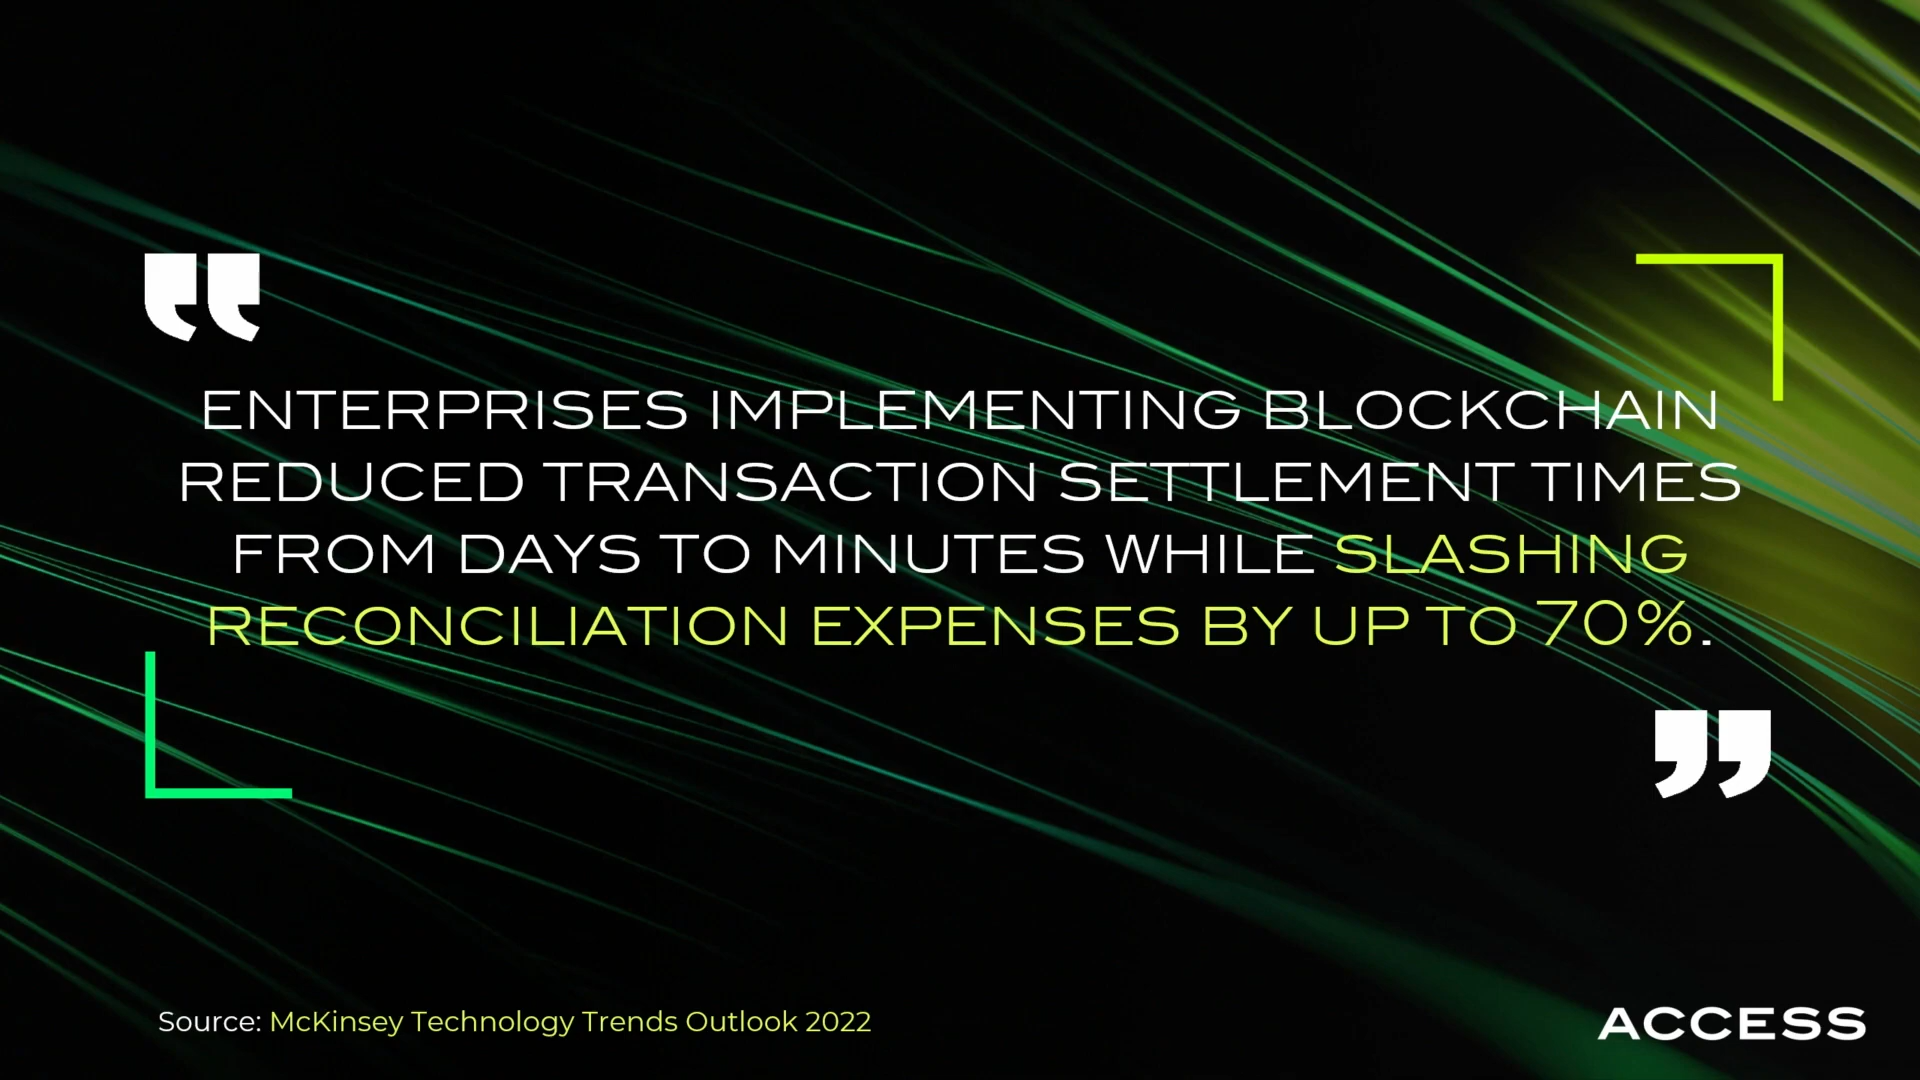 “
ENTERPRISES IMPLEMENTING BLOCKCHAIN
REDUCED TRANSACTION SETTLEMENT TIMES
FROM DAYS TO MINUTES WHILE SLASHING
RECONCILIATION EXPENSES BY UP TO 70%.
”
Source: McKinsey Technology Trends Outlook 2022
ACCESS